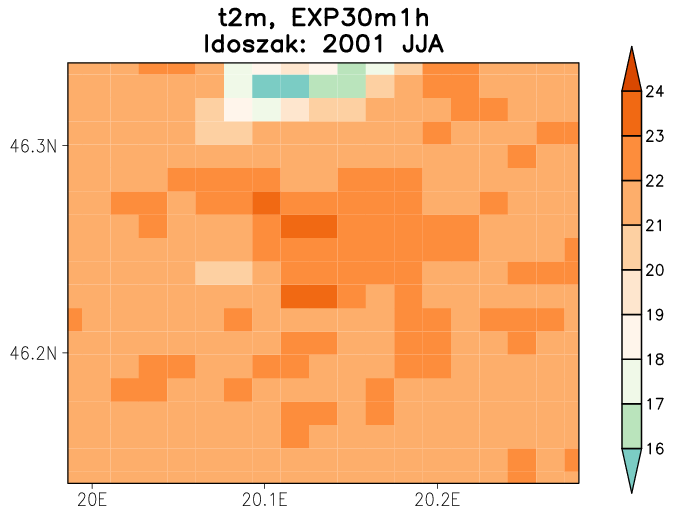 t2m, EXP30m1h
Idoszak: 2001 JJA
24
23
22
21
20
19
18
17
16
46.3N
46.2N
20E
20.1E
20.2E